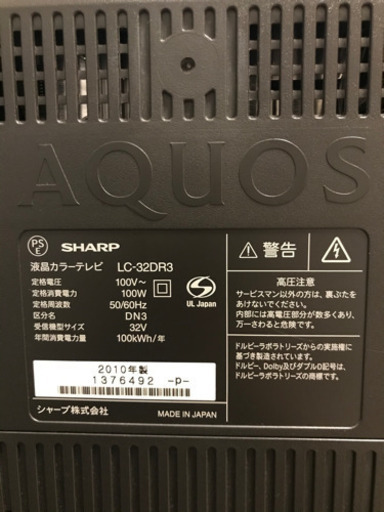 AQUOS
PS
E
SHARP
液晶カラーテレビ LC-32DR3
定格電圧 100V～
定格消費電力 100W
定格周波数 50/60Hz
区分名 DN3
受信機型サイズ 32V
年間消費電力量 100kWh/年
S
UL Japan
2010年製
1376492 -P-
シャープ株式会社
MADE IN JAPAN
警告
高圧注意
サービスマン以外の方は、裏ぶたを
あけないでください。
内部には高電圧部分が数多くあり、
万一さわると危険です。
ドルビーラボラトリーズからの実施権に
基づき製造されています。
ドルビー、Dolby及びダブルD記号は、
ドルビーラボラトリーズの商標です。